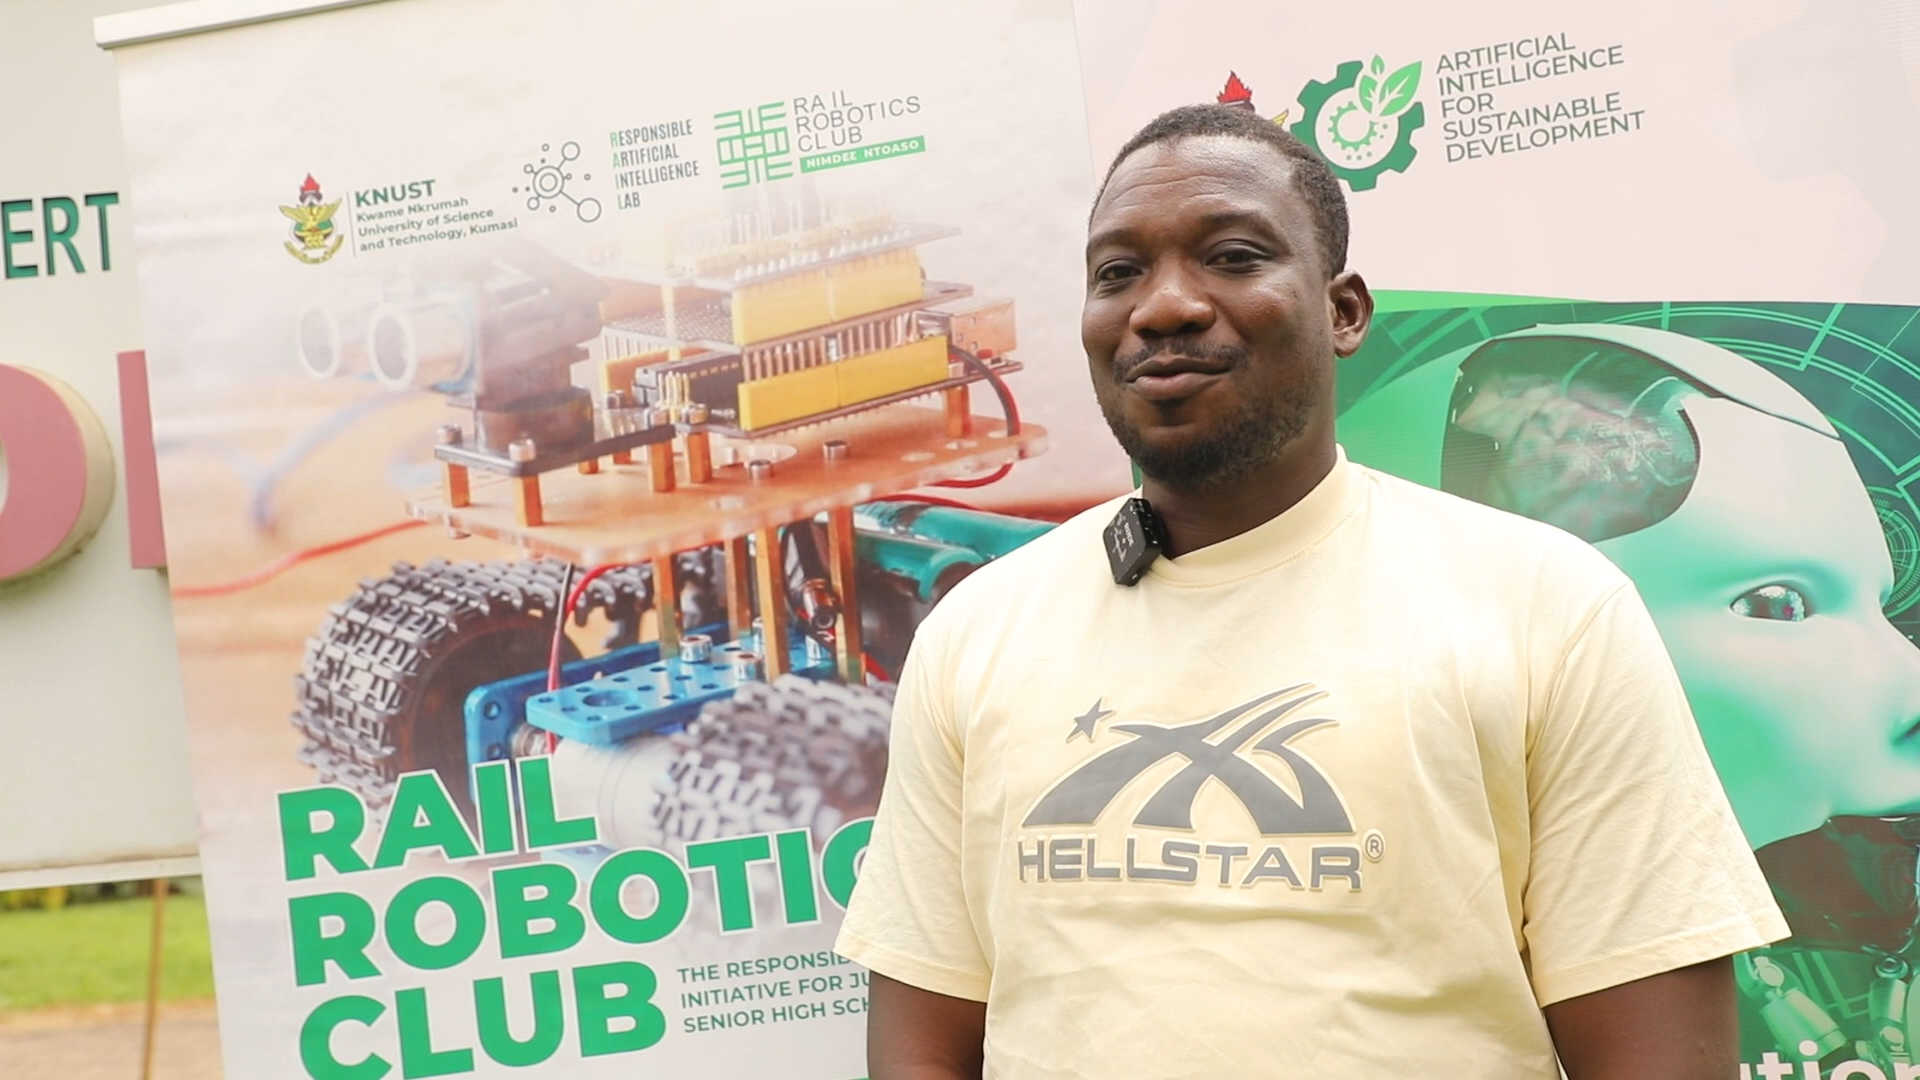 ERT
KNUST
Kwame Nkrumah
University of Science
and Technology, Kumasi
RESPONSIBLE
ARTIFICIAL
INTELLIGENCE
LAB
RAIL
ROBOTICS
CLUB
NIMDEE NTOASO
ARTIFICIAL
INTELLIGENCE
FOR
SUSTAINABLE
DEVELOPMENT
HELLSTAR®
RAIL
ROBOTIC
CLUB
THE RESPONSIB
INITIATIVE FOR JU
SENIOR HIGH SCH